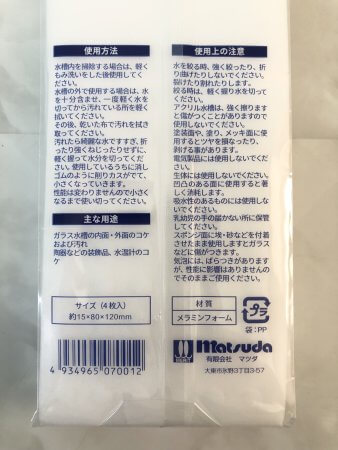 使用方法
水槽内を掃除する場合は、軽く
もみ洗いをした後使用してく
ださい。
水槽の外で使用する場合は、水
を十分含ませ、一度軽く水を
切ってから汚れている所を軽く
拭いてください。
その後、乾いた布で汚れを拭き
取ってください。
汚れたら綺麗な水ですすぎ、折
ったり強くねじったりせずに、
軽く握って水分を切ってくださ
い。使用しているうちに消し
ゴムのように削りカスがでて、
小さくなっていきます。
性能は変わりませんので小さく
なるまで使い切ってください。
主な用途
ガラス水槽の内面・外面のコケ
および汚れ
陶器などの装飾品、水温計のコ
ケ
サイズ(4枚入)
約15×80×120mm
4934965070012
使用上の注意
水を絞る時、強く絞ったり、折
り曲げたりしないでください。
裂けたり割れたりします。
絞る時は、軽く握り水を切って
ください。
アクリル水槽は、強く擦ります
と傷がつくことがありますので
使用しないでください。
塗装面や、塗り、メッキ面に使用
するとツヤを損なったり、
剥げる事があります。
電気製品には使用しないでくだ
さい。
生体には使用しないでください。
凹凸のある面に使用すると著し
く消耗します。
吸水性のあるものには使用しな
いでください。
乳幼児の手の届かない所に保管
してください。
スポンジ面に埃・砂などを付着
させたまま使用しますとガラス
などに傷がつきます。
気泡には、ばらつきがあります
が、性能に影響はありませんの
でそのままご使用ください。
材質
メラミンフォーム
プラ
袋:PP
matsuda
有限会社 マツダ
大東市氷野3丁目3-57